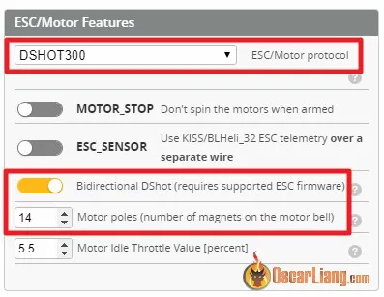 ESC/Motor Features
DSHOT300 ESC/Motor protocol
?
MOTOR_STOP Don't spin the motors when armed
ESC_SENSOR Use KISS/BLHeli_32 ESC telemetry over
a separate wire
?
Bidirectional DShot (requires supported ESC firmware)
?
14 Motor poles (number of magnets on the motor bell)
?
5.5 Motor Idle Throttle Value [percent]
?
OscarLiang.com